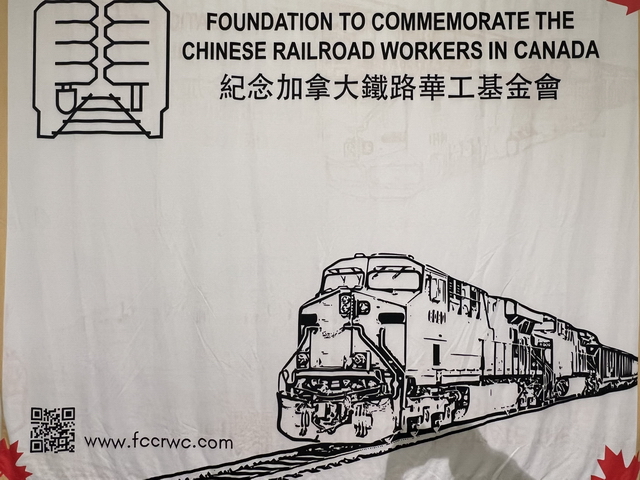 FOUNDATION TO COMMEMORATE THE
CHINESE RAILROAD WORKERS IN CANADA
紀念加拿大鐵路華工基金會
www.fccrwc.com